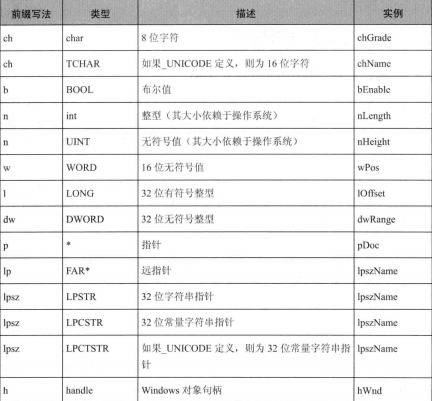 前缀写法 类型 描述 实例
ch char 8 位字符 chGrade
ch TCHAR 如果_UNICODE 定义，则为 16 位字符 chName
b BOOL 布尔值 bEnable
n int 整型（其大小依赖于操作系统） nLength
n UINT 无符号值（其大小依赖于操作系统） nHeight
w WORD 16 位无符号值 wPos
l LONG 32 位有符号整型 lOffset
dw DWORD 32 位无符号整型 dwRange
p * 指针 pDoc
lp FAR* 远指针 lpszName
lpsz LPSTR 32 位字符串指针 lpszName
lpsz LPCSTR 32 位常量字符串指针 lpszName
lpsz LPCTSTR 如果_UNICODE 定义，则为 32 位常量字符串指 lpszName
针
h handle Windows 对象句柄 hWnd